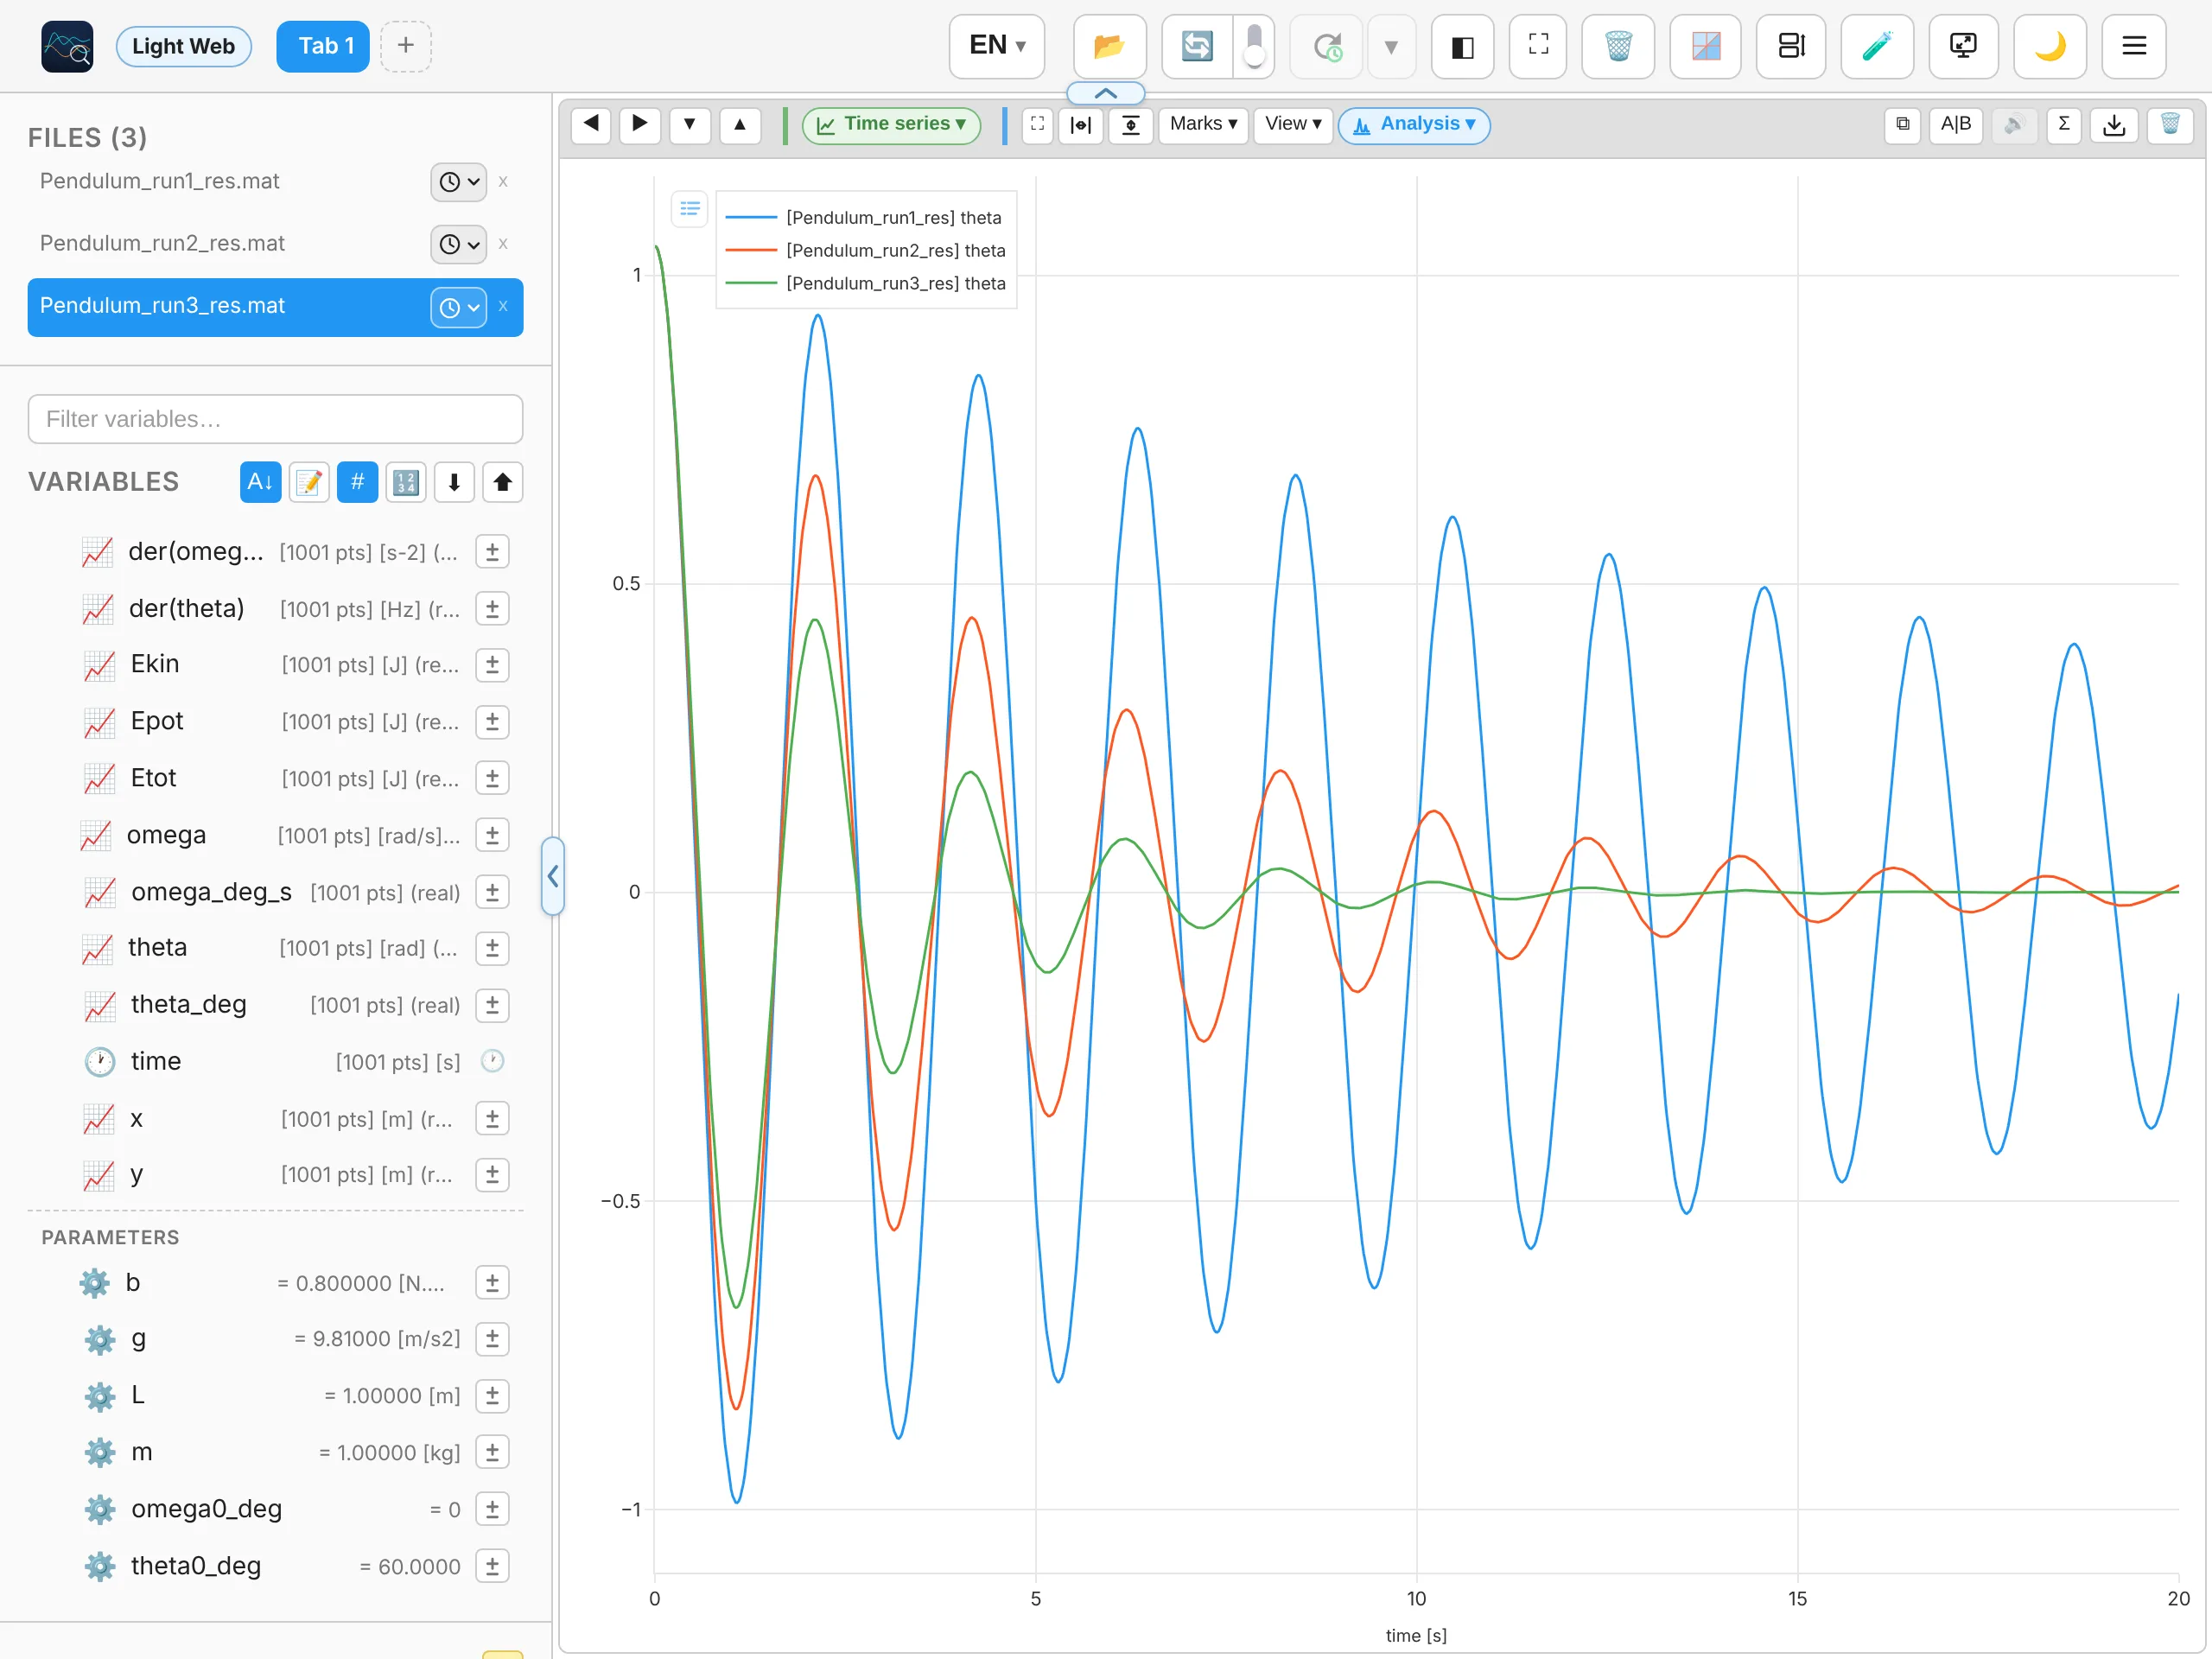 Light Web
Tab 1
+
EN ▾
FILES (3)
Pendulum_run1_res.mat
x
Pendulum_run2_res.mat
x
Pendulum_run3_res.mat
x
Filter variables…
VARIABLES
A↓
#
der(omeg... [1001 pts] [s-2] (...
der(theta) [1001 pts] [Hz] (r...
Ekin [1001 pts] [J] (re...
Epot [1001 pts] [J] (re...
Etot [1001 pts] [J] (re...
omega [1001 pts] [rad/s]...
omega_deg_s [1001 pts] (real)
theta [1001 pts] [rad] (...
theta_deg [1001 pts] (real)
time [1001 pts] [s]
x [1001 pts] [m] (r...
y [1001 pts] [m] (r...
PARAMETERS
b = 0.800000 [N....
g = 9.81000 [m/s2]
L = 1.00000 [m]
m = 1.00000 [kg]
omega0_deg = 0
theta0_deg = 60.0000
Time series ▾
Marks ▾
View ▾
Analysis ▾
A|B
Σ
[Pendulum_run1_res] theta
[Pendulum_run2_res] theta
[Pendulum_run3_res] theta
1
0.5
0
−0.5
−1
0 5 10 15 20
time [s]